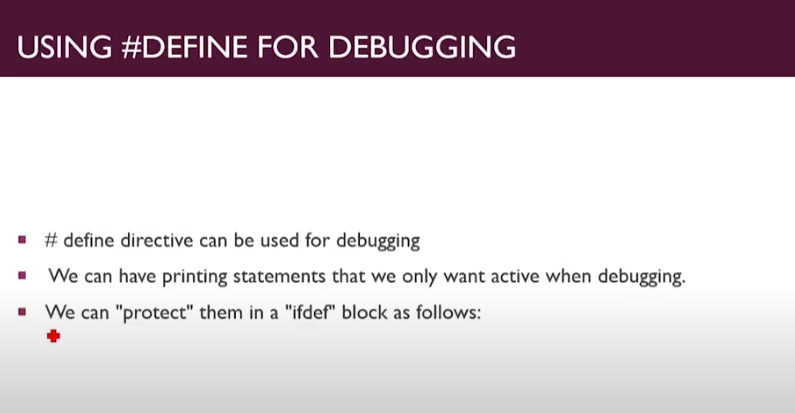 USING #DEFINE FOR DEBUGGING
# define directive can be used for debugging
We can have printing statements that we only want active when debugging.
We can "protect" them in a "ifdef" block as follows: